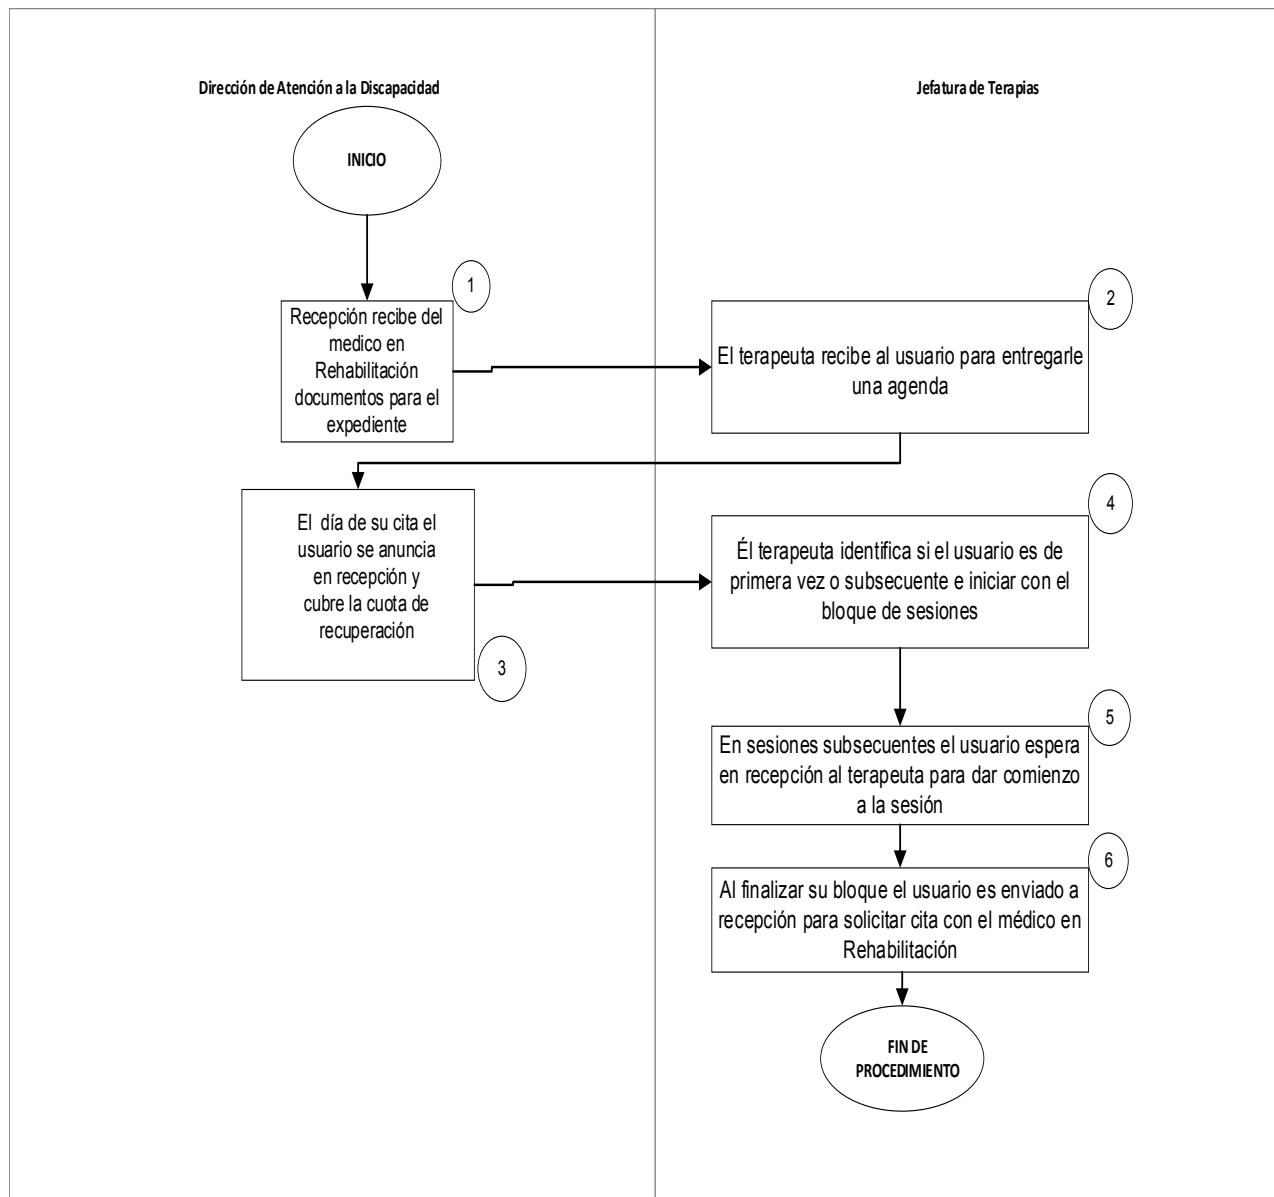 Dirección de Atención a la Discapacidad
Jefatura de Terapias
INICIO
1
Recepción recibe del
medico en
Rehabilitación
documentos para el
expediente
2
El terapeuta recibe al usuario para entregarle
una agenda
El día de su cita el
usuario se anuncia
en recepción y
cubre la cuota de
recuperación
3
4
Él terapeuta identifica si el usuario es de
primera vez o subsecuente e iniciar con el
bloque de sesiones
5
En sesiones subsecuentes el usuario espera
en recepción al terapeuta para dar comienzo
a la sesión
6
Al finalizar su bloque el usuario es enviado a
recepción para solicitar cita con el médico en
Rehabilitación
FIN DE
PROCEDIMIENTO